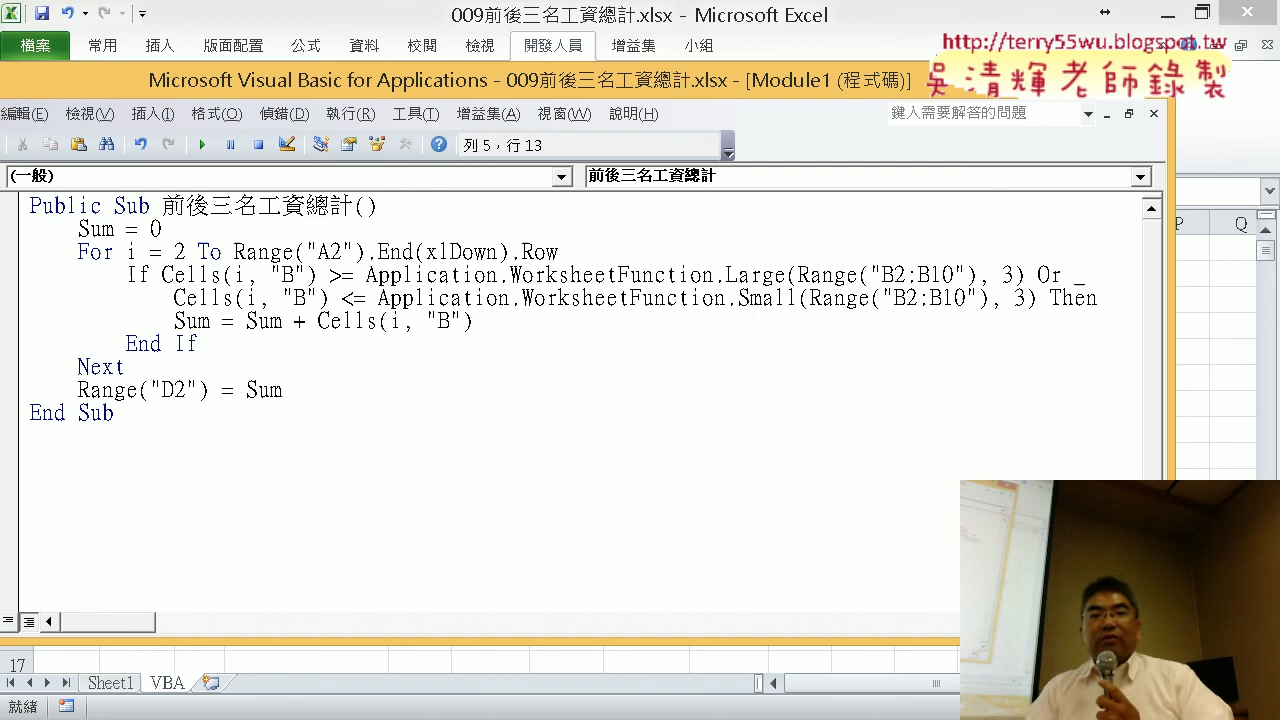 009前後三名工資總計.xlsx - Microsoft Excel
檔案 常用 插入 版面配置 公式 資料 校閱 檢視 開發人員 增益集 小組
http://terry55wu.blogspot.tw
吳清輝老師錄製
Microsoft Visual Basic for Applications - 009前後三名工資總計.xlsx - [Module1 (程式碼)]
編輯(E) 檢視(V) 插入(I) 格式(O) 偵錯(D) 執行(R) 工具(T) 增益集(A) 視窗(W) 說明(H) 鍵入需要解答的問題
列 5，行 13
(一般) 前後三名工資總計
Public Sub 前後三名工資總計()
Sum = 0
For i = 2 To Range("A2").End(xlDown).Row
If Cells(i, "B") >= Application.WorksheetFunction.Large(Range("B2:B10"), 3) Or _
Cells(i, "B") <= Application.WorksheetFunction.Small(Range("B2:B10"), 3) Then
Sum = Sum + Cells(i, "B")
End If
Next
Range("D2") = Sum
End Sub
P Q
17
Sheet1 VBA
就緒